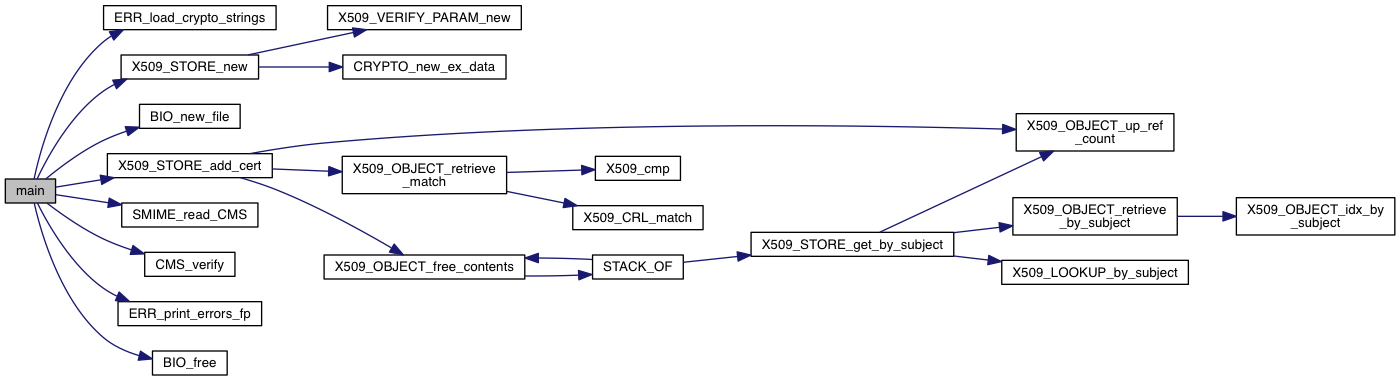 ERR_load_crypto_strings
X509_VERIFY_PARAM_new
X509_STORE_new
CRYPTO_new_ex_data
BIO_new_file
X509_OBJECT_up_ref
_count
X509_STORE_add_cert
X509_OBJECT_retrieve
_match
X509_cmp
main
SMIME_read_CMS
X509_CRL_match
X509_OBJECT_retrieve
_by_subject
X509_OBJECT_idx_by
_subject
X509_STORE_get_by_subject
CMS_verify
X509_OBJECT_free_contents
STACK_OF
X509_LOOKUP_by_subject
ERR_print_errors_fp
BIO_free